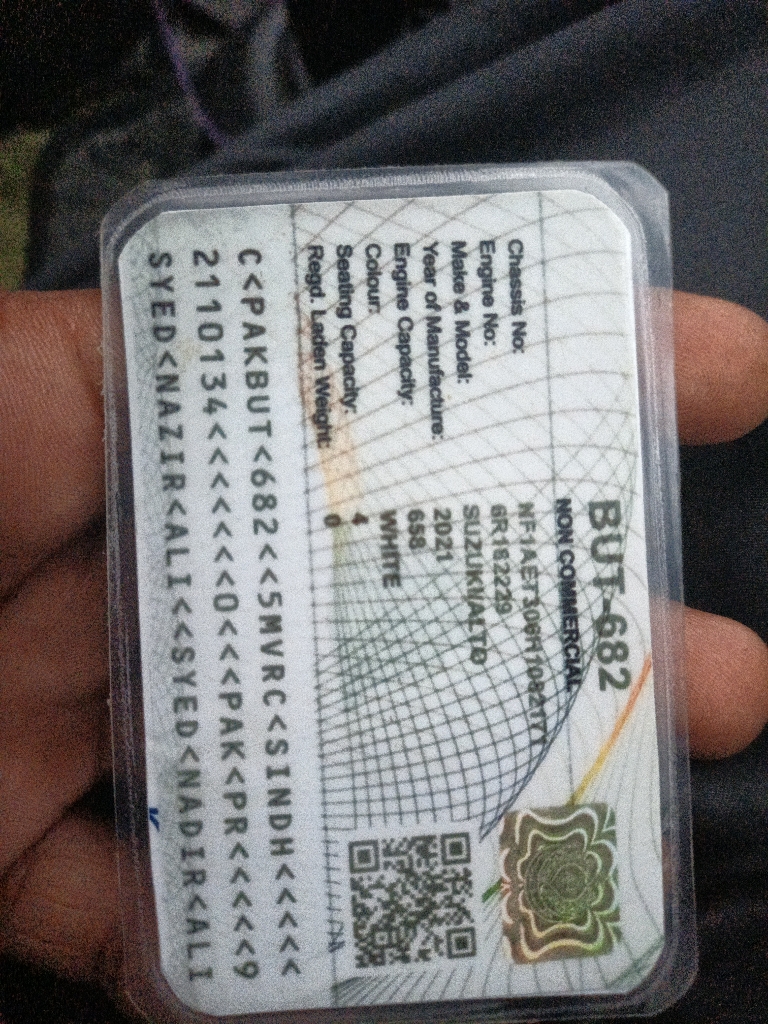 BUT-682
NON COMMERCIAL
Chassis No:
Engine No: 6R182229
Make & Model: SUZUKI/ALTO
Year of Manufacture: 2021
Engine Capacity: 658
Colour: WHITE
Seating Capacity: 4
Regd. Laden Weight: 0
C<PAKBUT<682<<5MVRC<SINDH<<<<<
2110134<<<<<<<0<<<PAK<PR<<<<<9
SYED<NAZIR<ALI<<SYED<NADIR<ALI